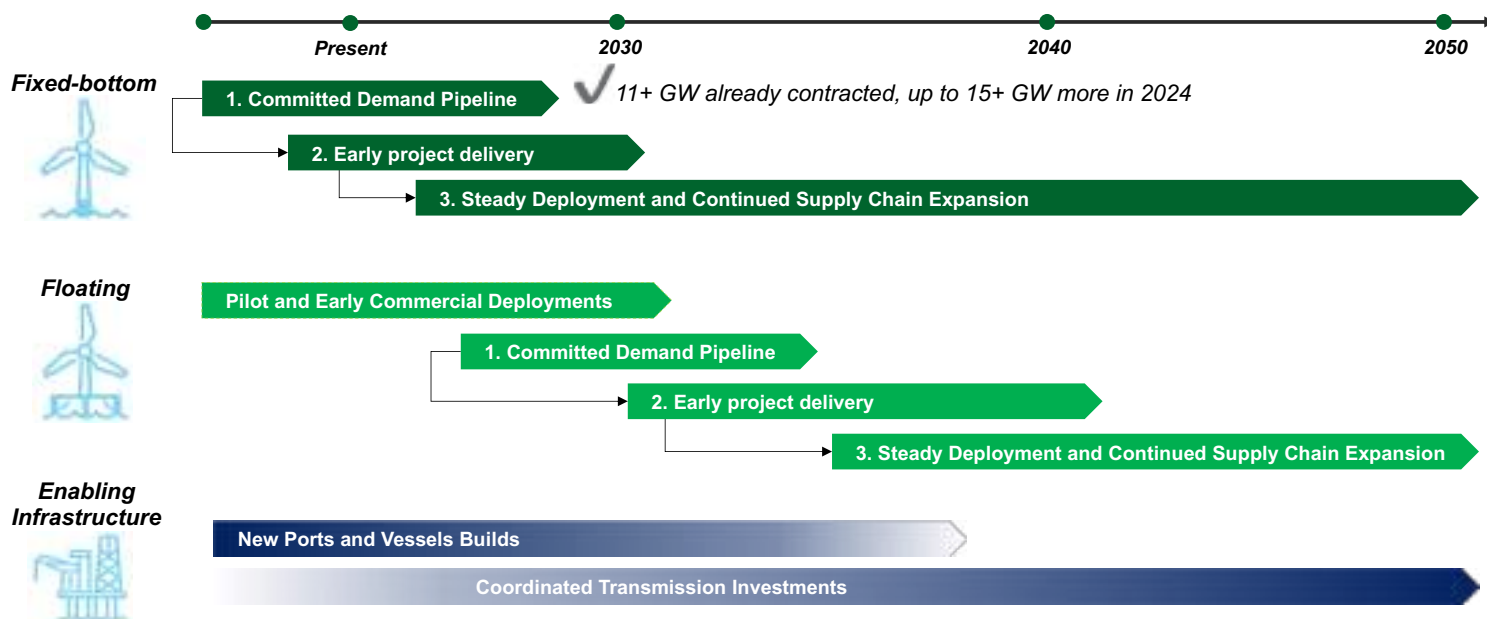 Present
2030
2040
2050
Fixed-bottom
1. Committed Demand Pipeline
11+ GW already contracted, up to 15+ GW more in 2024
2. Early project delivery
3. Steady Deployment and Continued Supply Chain Expansion
Floating
Pilot and Early Commercial Deployments
1. Committed Demand Pipeline
2. Early project delivery
3. Steady Deployment and Continued Supply Chain Expansion
Enabling
Infrastructure
New Ports and Vessels Builds
Coordinated Transmission Investments